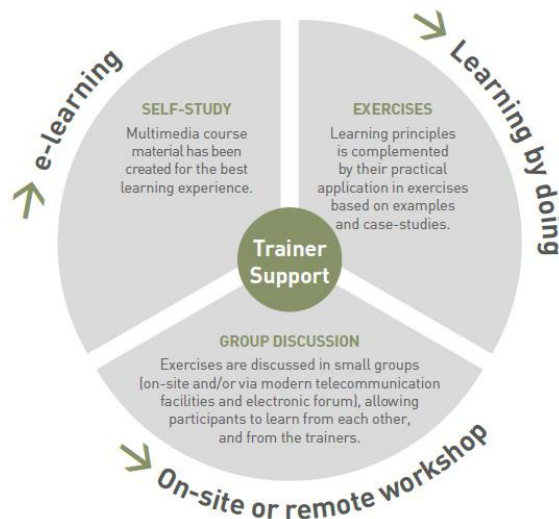 e-learning
SELF-STUDY
Multimedia course
material has been
created for the best
learning experience.
Learning by doing
EXERCISES
Learning principles
is complemented
by their practical
application in exercises
based on examples
and case-studies.
Trainer
Support
GROUP DISCUSSION
Exercises are discussed in small groups
(on-site and/or via modern telecommunication
facilities and electronic forum), allowing
participants to learn from each other,
and from the trainers.
On-site or remote workshop